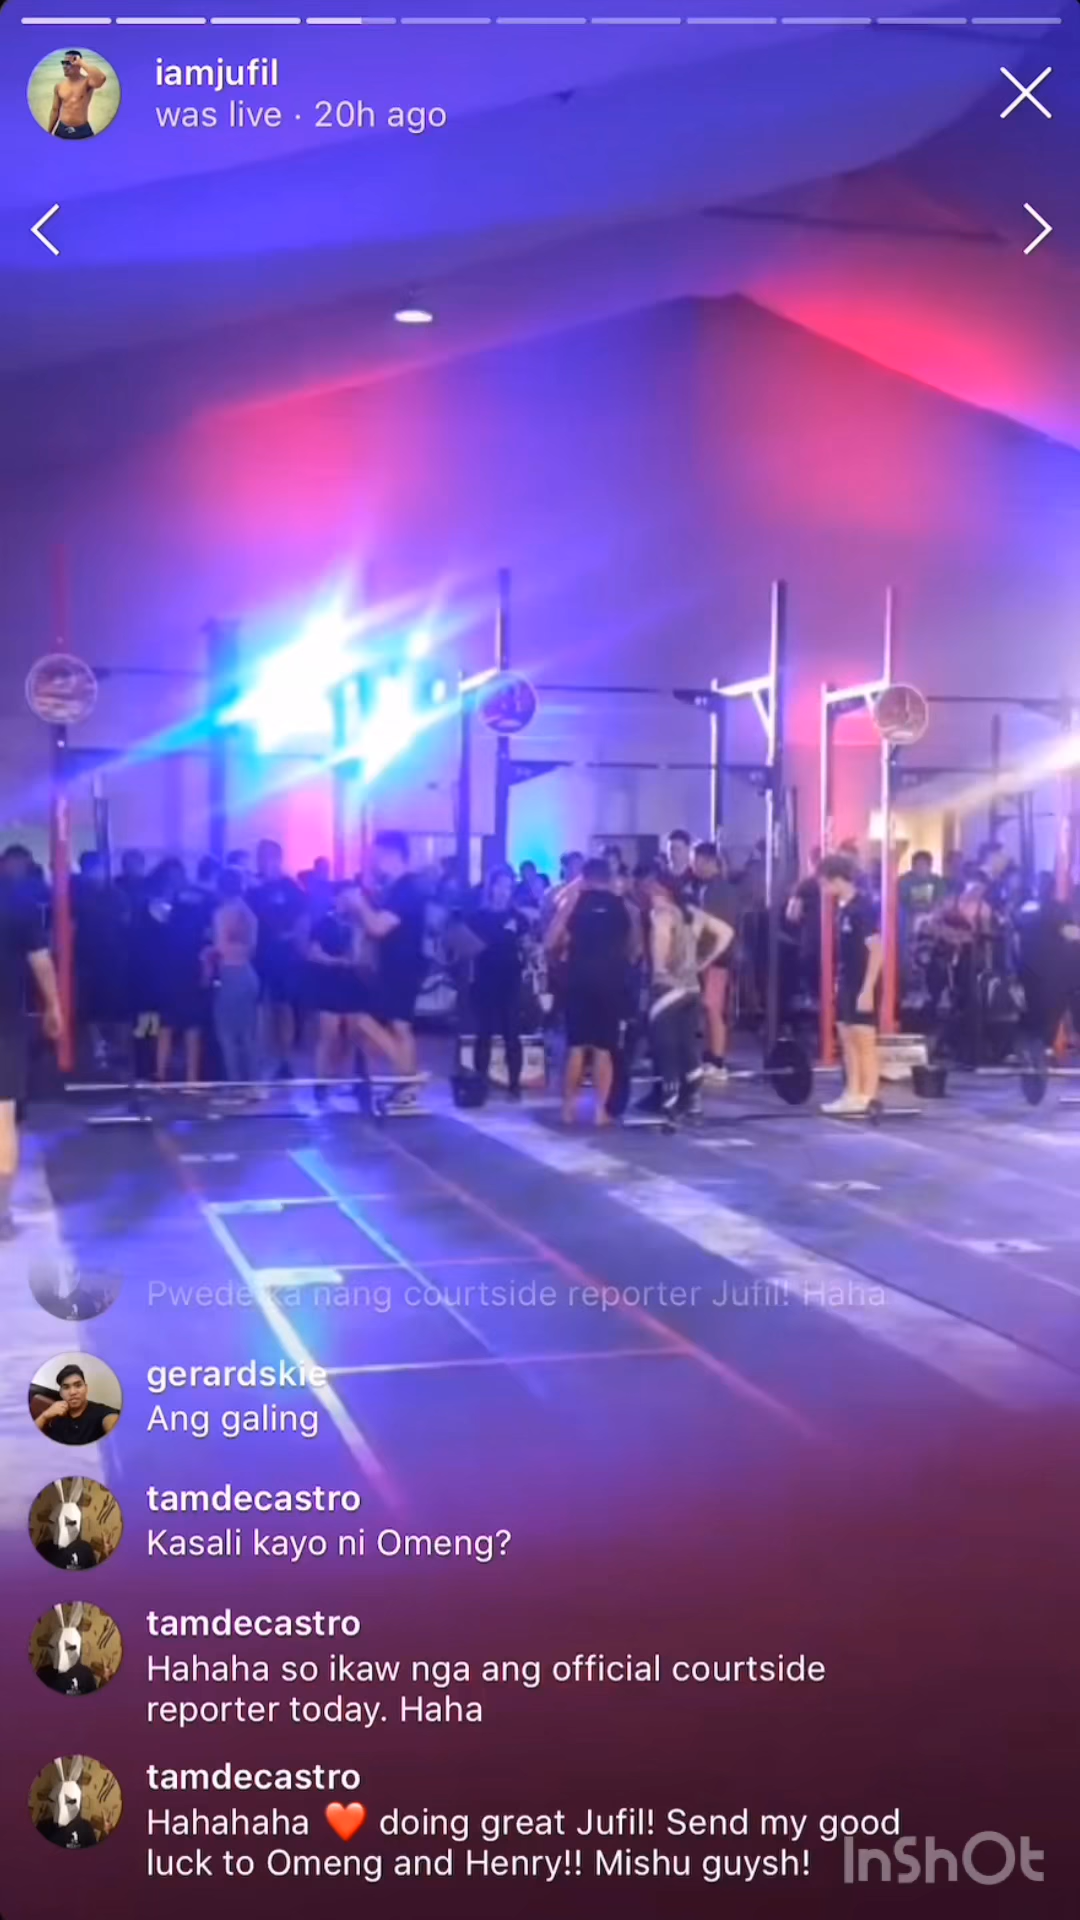 iamjufil
was live · 20h ago
Pwede ka nang courtside reporter Jufil! Haha
gerardskie
Ang galing
tamdecastro
Kasali kayo ni Omeng?
tamdecastro
Hahaha so ikaw nga ang official courtside
reporter today. Haha
tamdecastro
Hahahaha ❤️ doing great Jufil! Send my good
luck to Omeng and Henry!! Mishu guysh!
InShOt